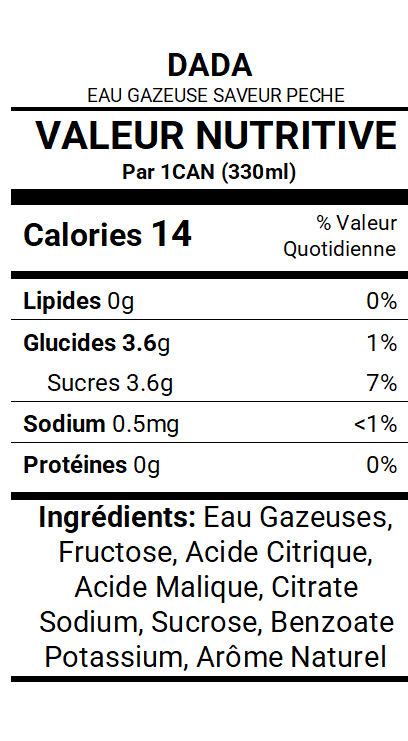 DADA
EAU GAZEUSE SAVEUR PECHE
VALEUR NUTRITIVE
Par 1CAN (330ml)
Calories 14
% Valeur
Quotidienne
Lipides 0g 0%
Glucides 3.6g 1%
Sucres 3.6g 7%
Sodium 0.5mg <1%
Protéines 0g 0%
Ingrédients: Eau Gazeuses,
Fructose, Acide Citrique,
Acide Malique, Citrate
Sodium, Sucrose, Benzoate
Potassium, Arôme Naturel